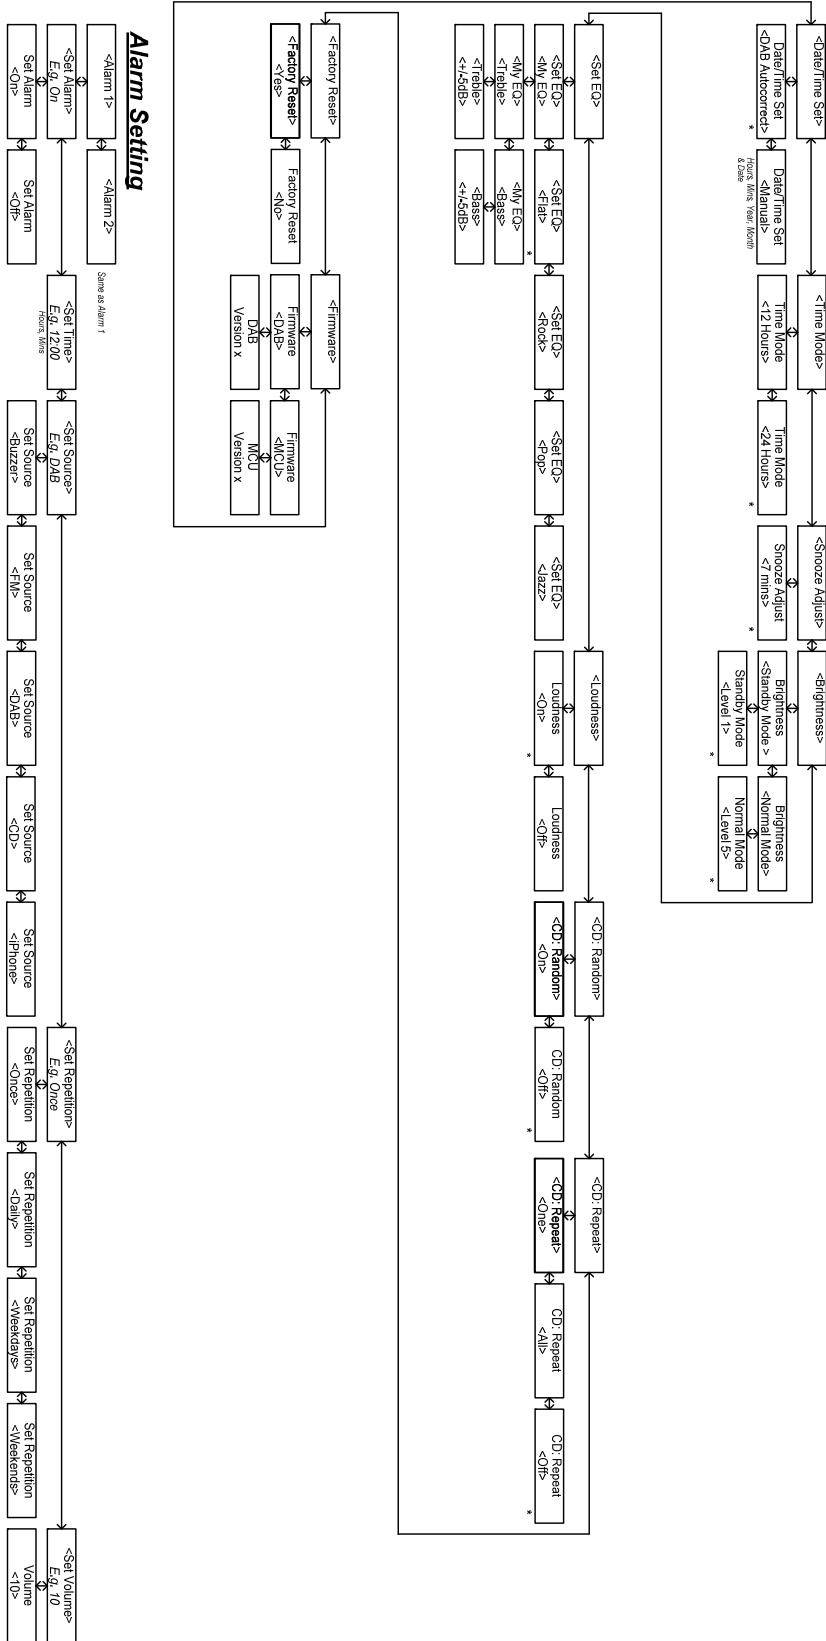 <Date/Time Set>
<Time Mode>
<Snooze Adjust>
<Brightness>
Date/Time Set
<DAB Autocorrect>
*
Date/Time Set
<Manual>
Hours, Mins, Year, Month
& Date
Time Mode
<12 Hours>
Time Mode
<24 Hours>
*
Snooze Adjust
<7 mins>
*
Brightness
<Standby Mode >
Brightness
<Normal Mode>
Standby Mode
<Level 1>
*
Normal Mode
<Level 5>
*
<Set EQ>
<Loudness>
<CD: Random>
<CD: Repeat>
<Set EQ>
<My EQ>
<Set EQ>
<Flat>
*
<Set EQ>
<Rock>
<Set EQ>
<Pop>
<Set EQ>
<Jazz>
Loudness
<On>
*
Loudness
<Off>
<CD: Random>
<On>
CD: Random
<Off>
*
<CD: Repeat>
<One>
CD: Repeat
<All>
CD: Repeat
<Off>
*
<My EQ>
<Treble>
<My EQ>
<Bass>
<Treble>
<+/-5dB>
<Bass>
<+/-5dB>
<Factory Reset>
<Firmware>
<Factory Reset>
<Yes>
Factory Reset
<No>
Firmware
<DAB>
Firmware
<MCU>
DAB
Version x
MCU
Version x
Alarm Setting
<Alarm 1>
<Alarm 2>
Same as Alarm 1
<Set Alarm>
E.g. On
<Set Time>
E.g. 12:00
Hours, Mins
<Set Source>
E.g. DAB
<Set Repetition>
E.g. Once
<Set Volume>
E.g. 10
Set Alarm
<On>
Set Alarm
<Off>
Set Source
<Buzzer>
Set Source
<FM>
Set Source
<DAB>
Set Source
<CD>
Set Source
<iPhone>
Set Repetition
<Once>
Set Repetition
<Daily>
Set Repetition
<Weekdays>
Set Repetition
<Weekends>
Volume
<10>